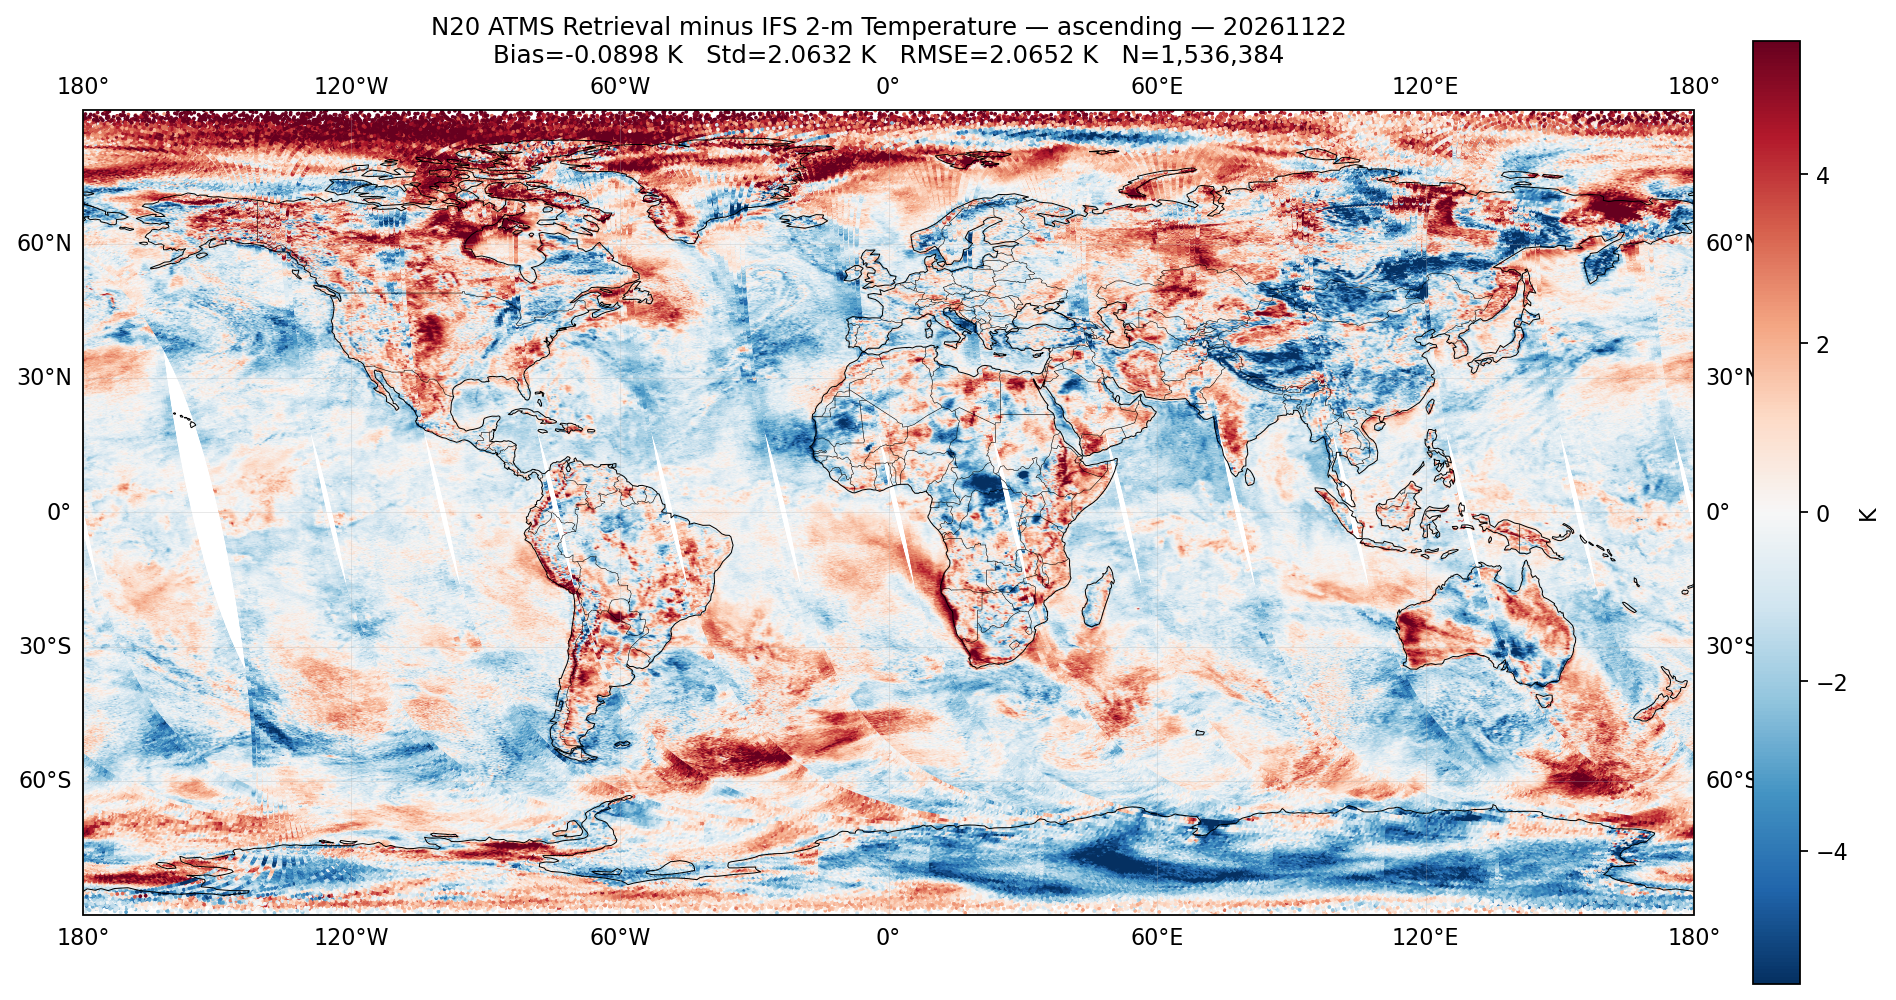 N20 ATMS Retrieval minus IFS 2-m Temperature — ascending — 20261122
Bias=-0.0898 K   Std=2.0632 K   RMSE=2.0652 K   N=1,536,384
180° 120°W 60°W 0° 60°E 120°E 180°
60°N 60°N
30°N 30°N
0° 0°
30°S 30°S
60°S 60°S
180° 120°W 60°W 0° 60°E 120°E 180°
4
2
0
−2
−4
K